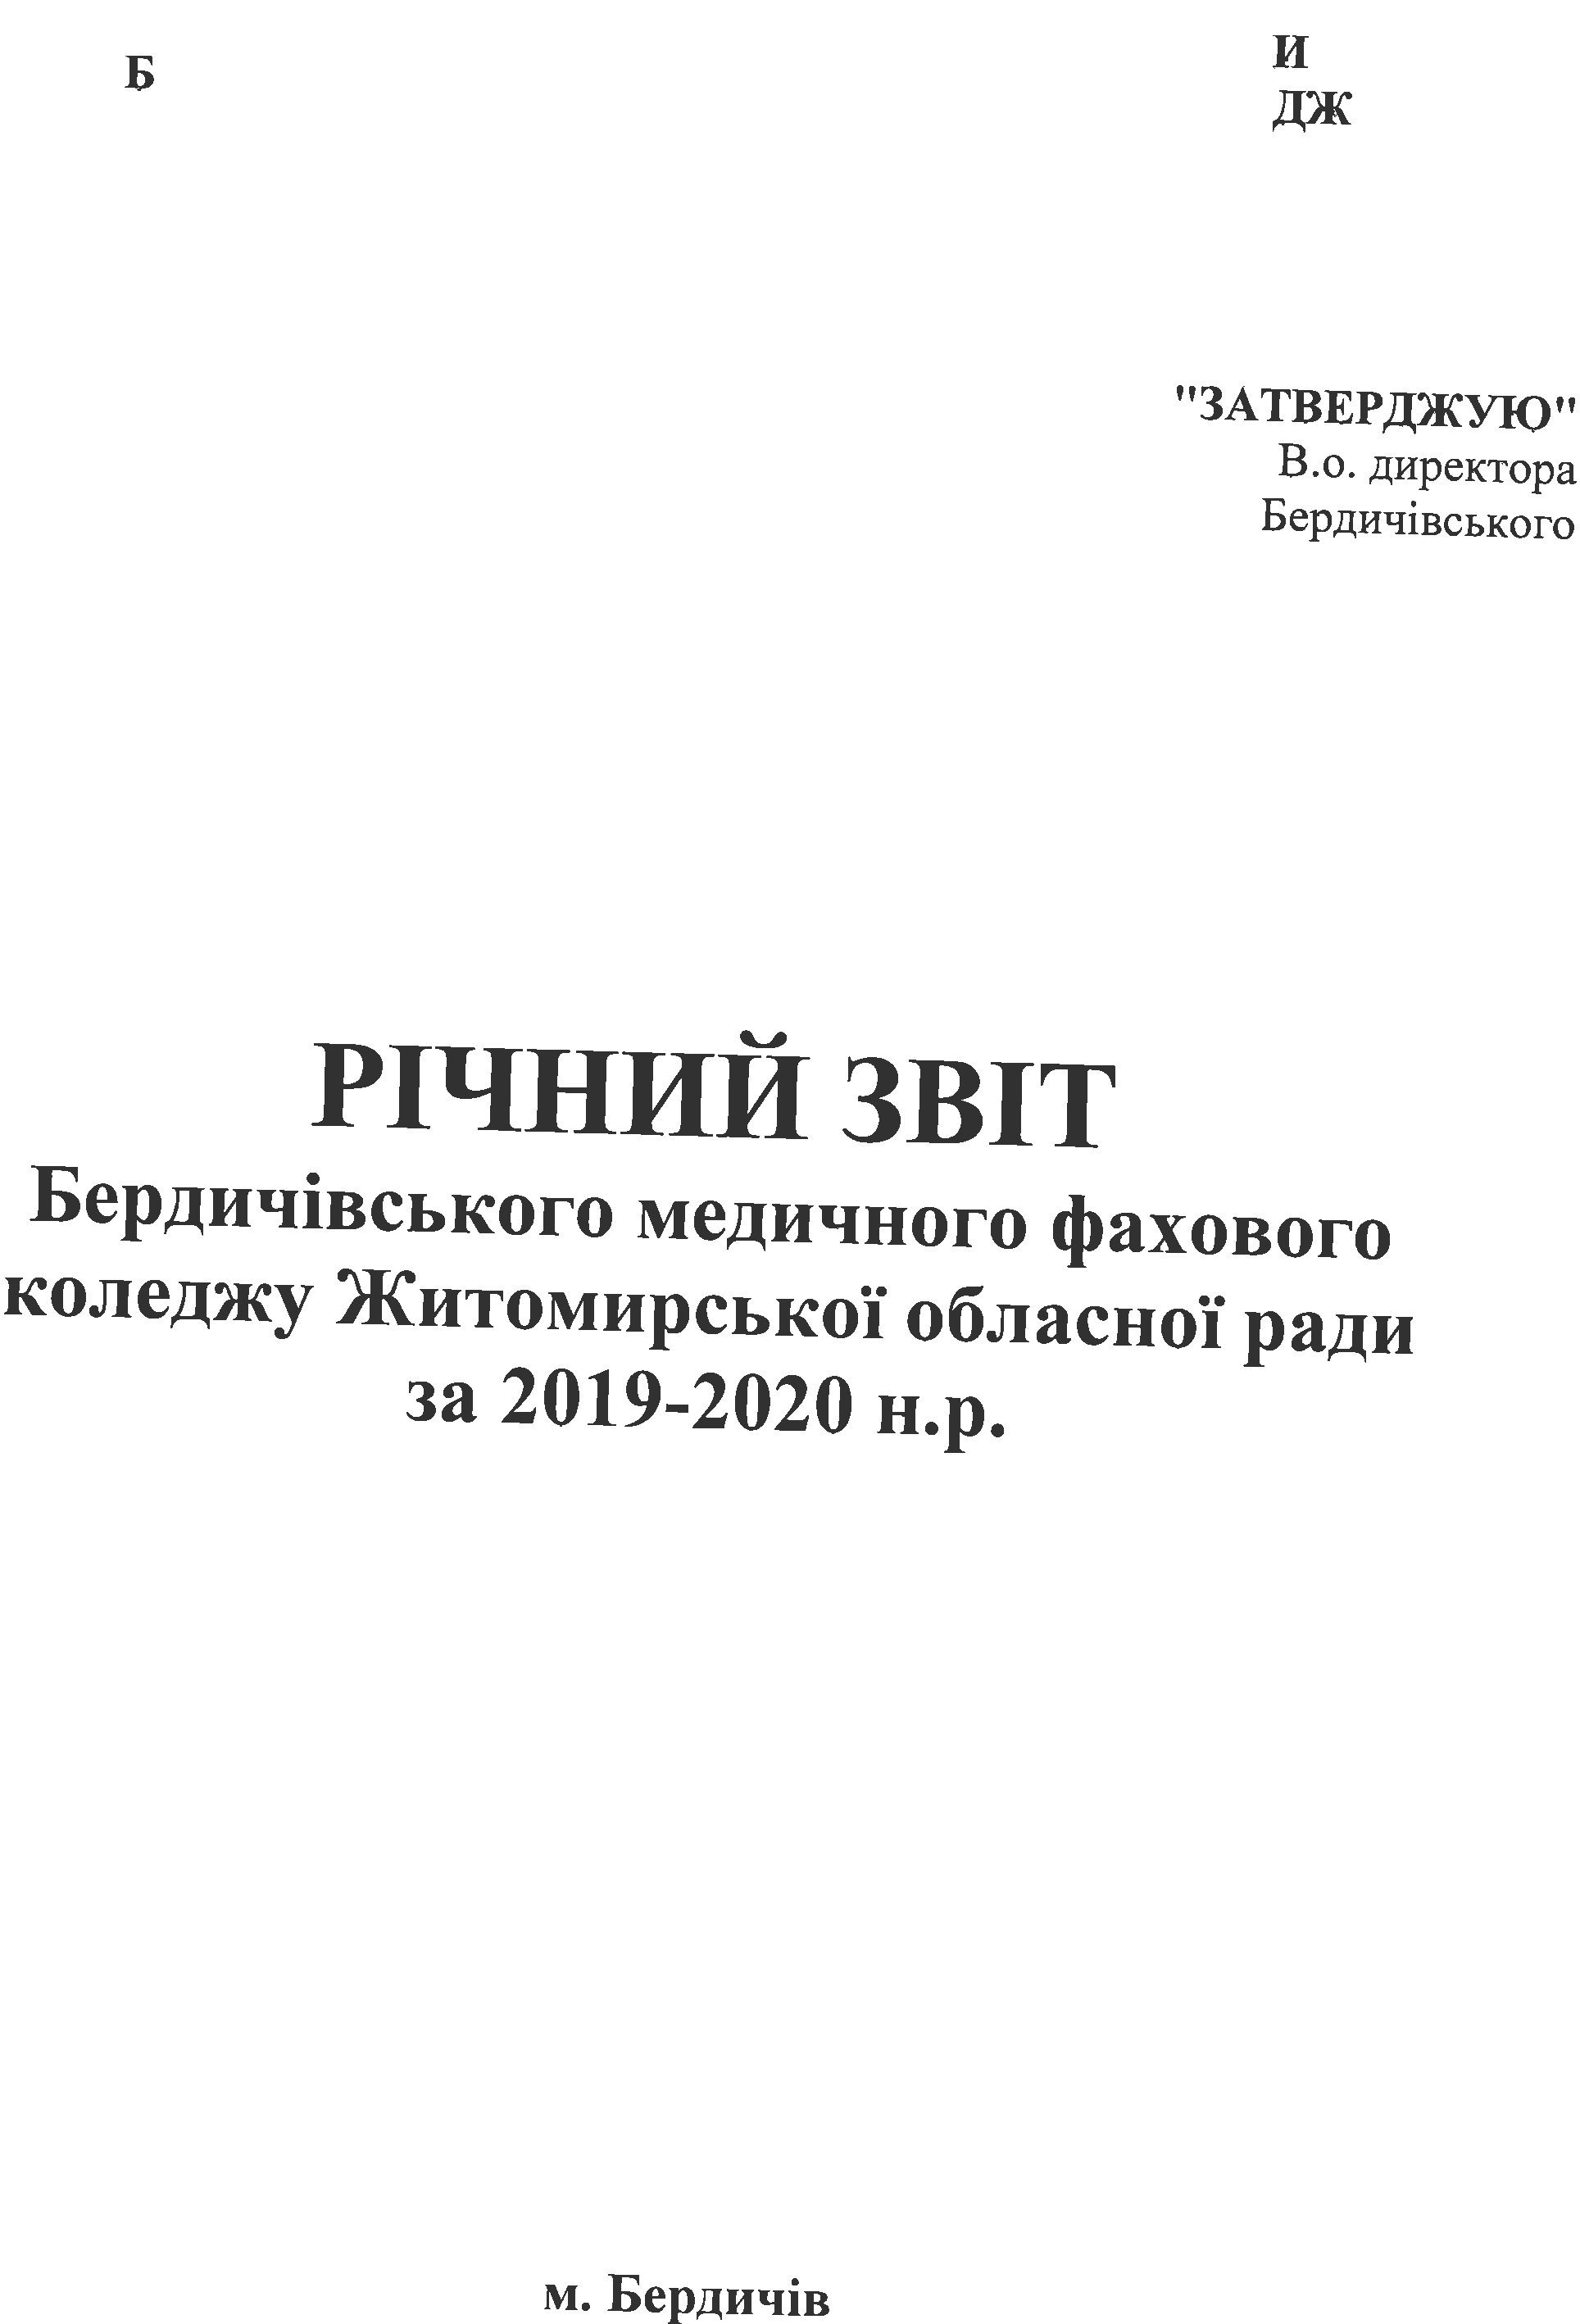 Б
И
ДЖ
"ЗАТВЕРДЖУЮ"
В.о. директора
Бердичівського
РІЧНИЙ ЗВІТ
Бердичівського медичного фахового
коледжу Житомирської обласної ради
за 2019-2020 н.р.
м. Бердичів